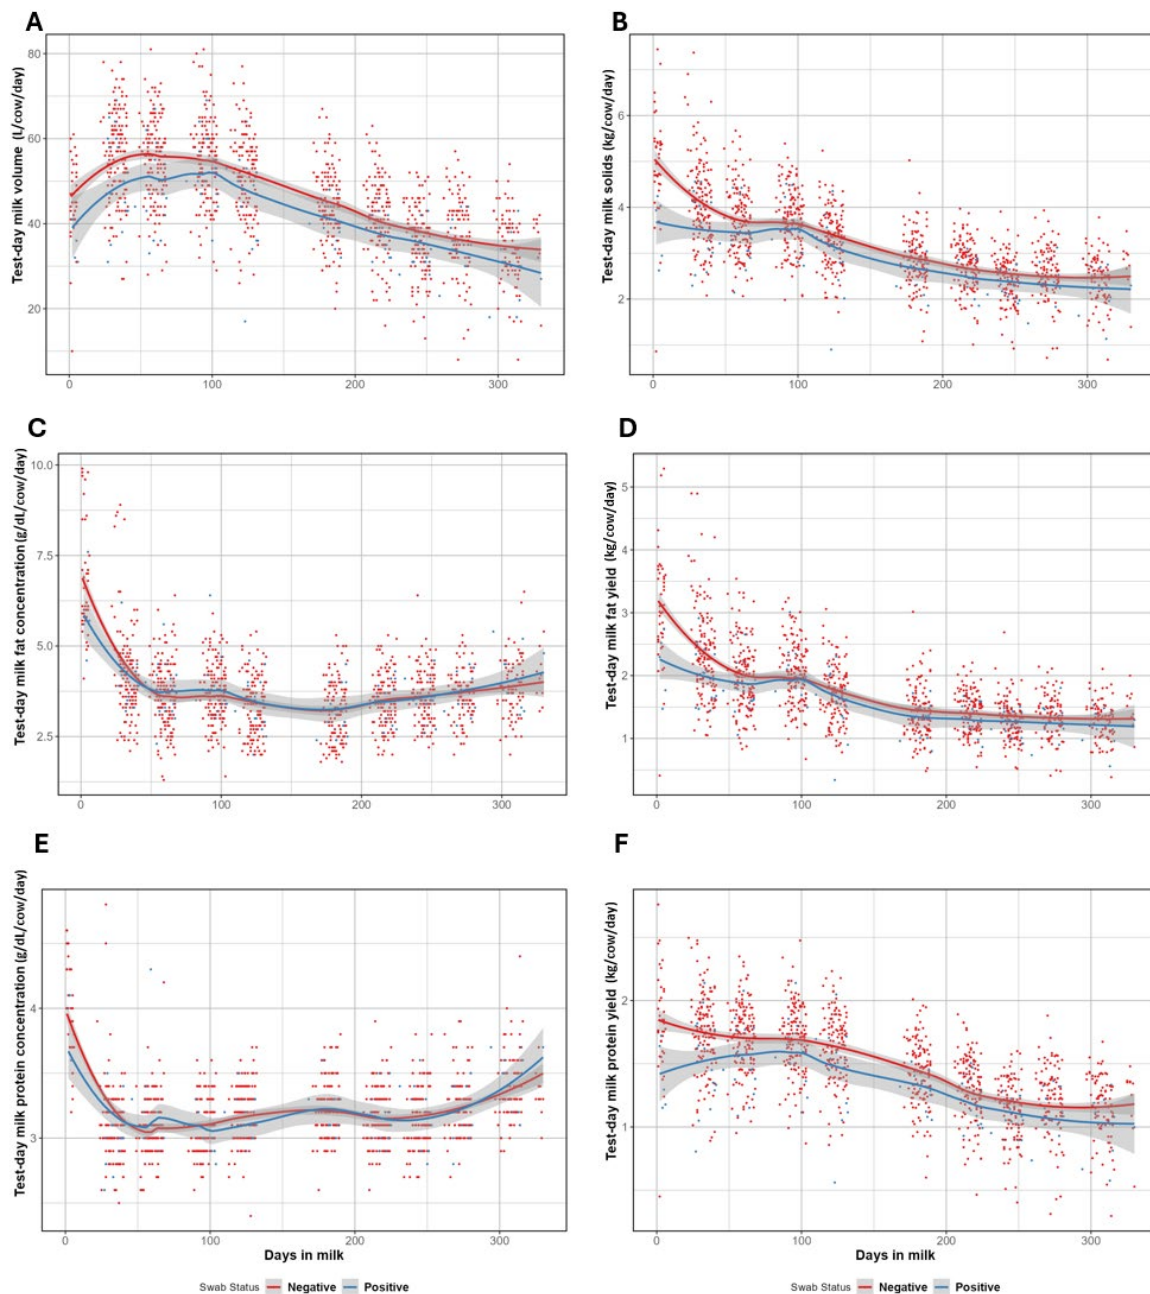 A
Test-day milk volume (L/cow/day)
80
60
40
20
0
100
200
300
B
Test-day milk solids (kg/cow/day)
6
4
2
0
100
200
300
C
Test-day milk fat concentration (g/dL/cow/day)
10.0
7.5
5.0
2.5
0
100
200
300
D
Test-day milk fat yield (kg/cow/day)
5
4
3
2
1
0
100
200
300
E
Test-day milk protein concentration (g/dL/cow/day)
4
3
0
100
200
300
Days in milk
Swab Status Negative Positive
F
Test-day milk protein yield (kg/cow/day)
2
1
0
100
200
300
Days in milk
Swab Status Negative Positive